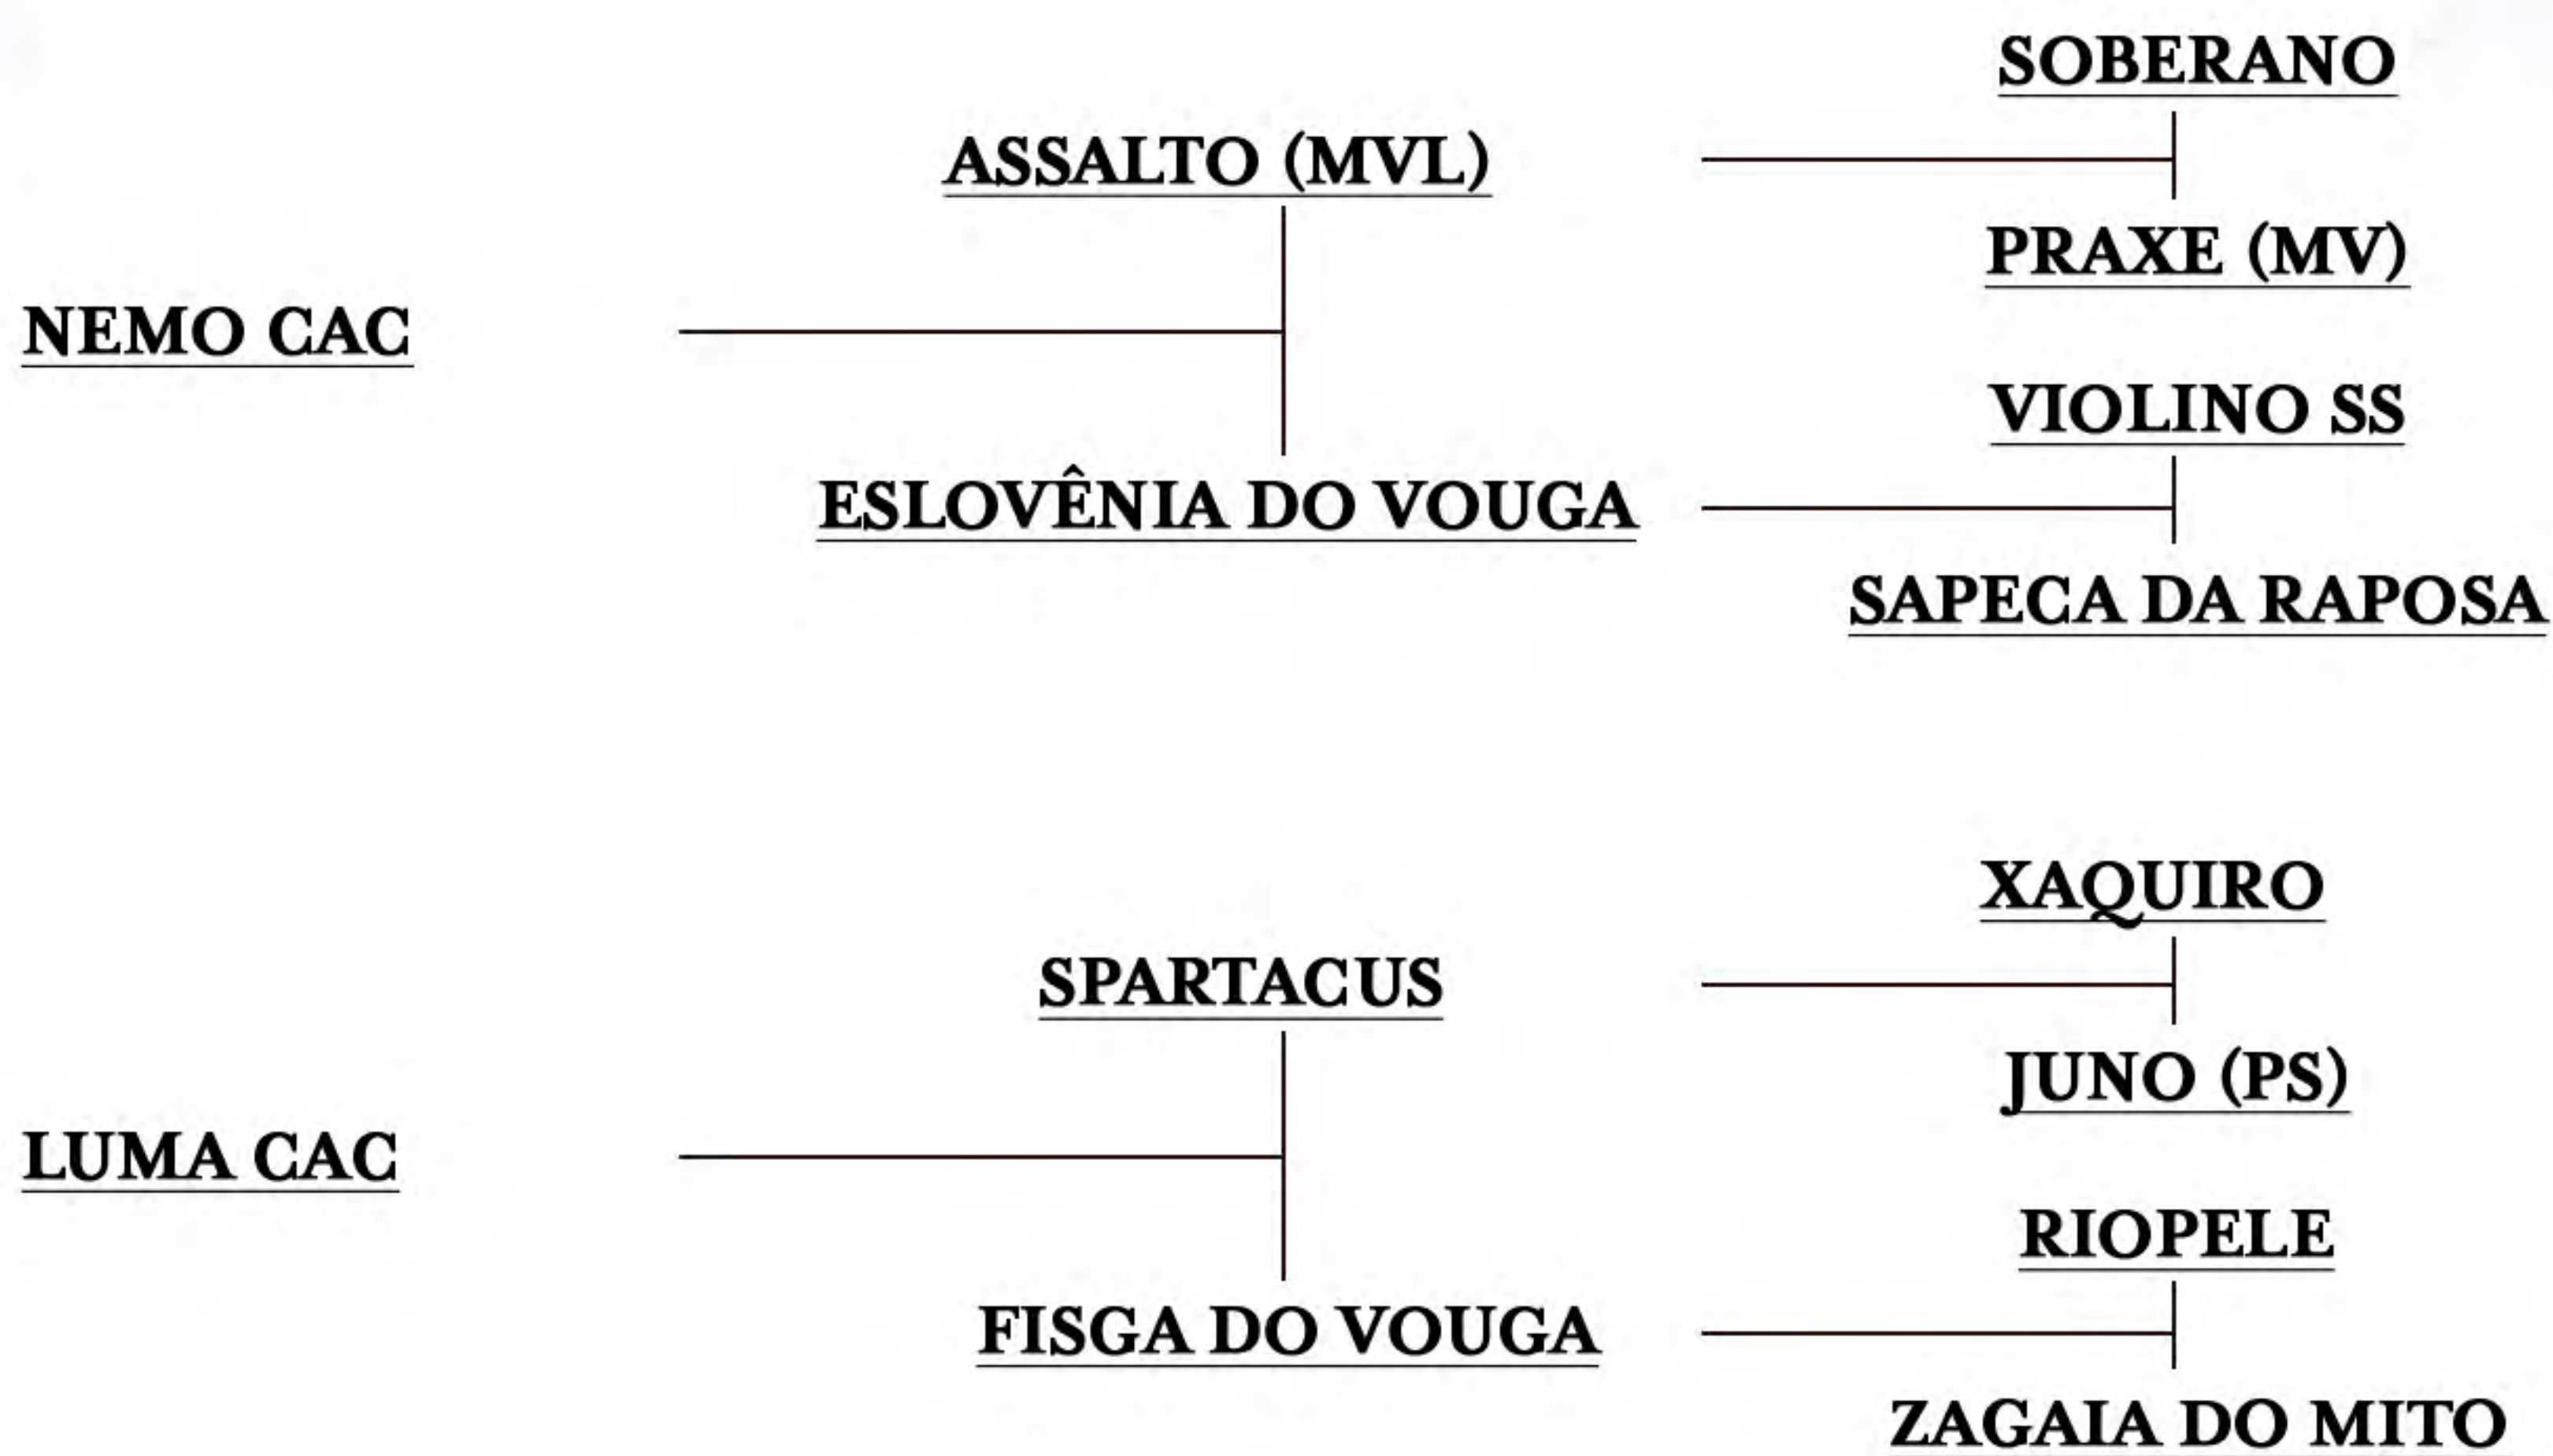 SOBERANO
ASSALTO (MVL)
PRAXE (MV)
NEMO CAC
VIOLINO SS
ESLOVÊNIA DO VOUGA
SAPECA DA RAPOSA
XAQUIRO
SPARTACUS
JUNO (PS)
LUMA CAC
RIOPELE
FISGA DO VOUGA
ZAGAIA DO MITO